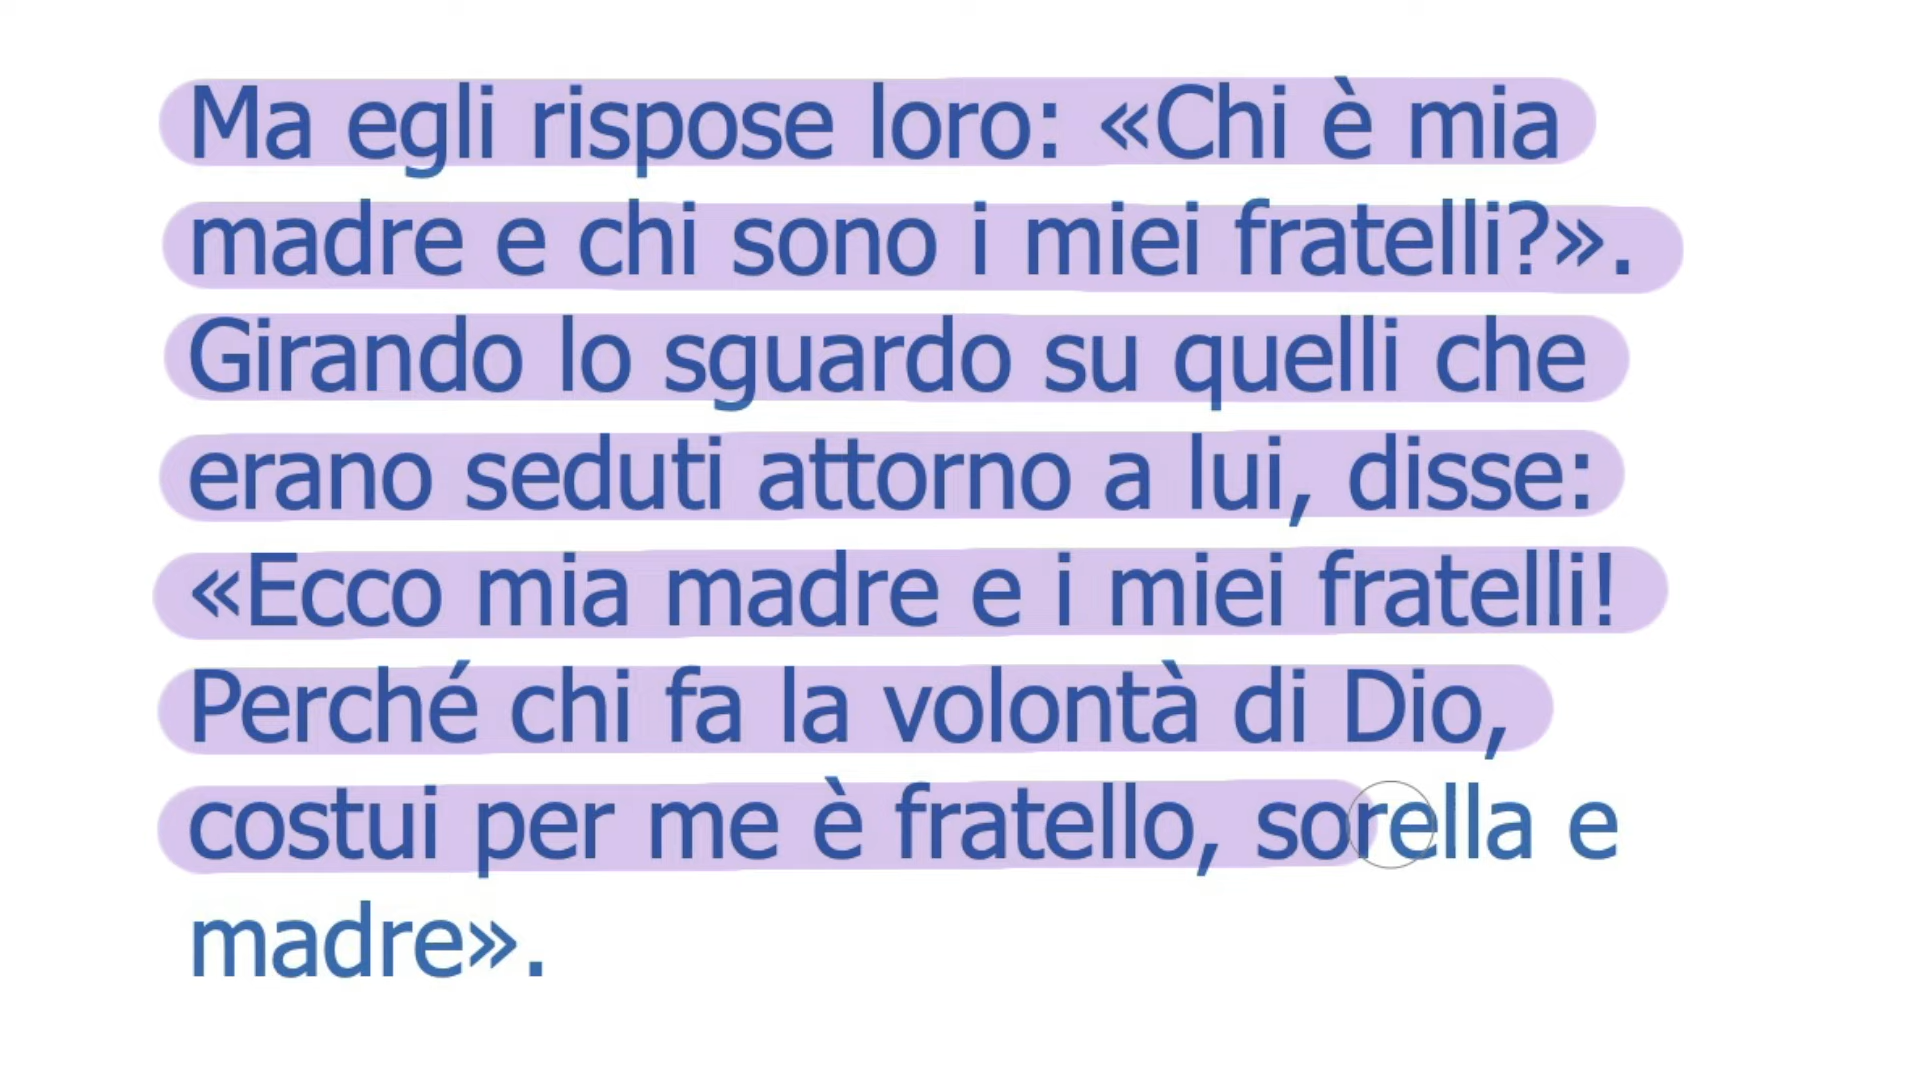 Ma egli rispose loro: «Chi è mia
madre e chi sono i miei fratelli?».
Girando lo sguardo su quelli che
erano seduti attorno a lui, disse:
«Ecco mia madre e i miei fratelli!
Perché chi fa la volontà di Dio,
costui per me è fratello, sorella e
madre».